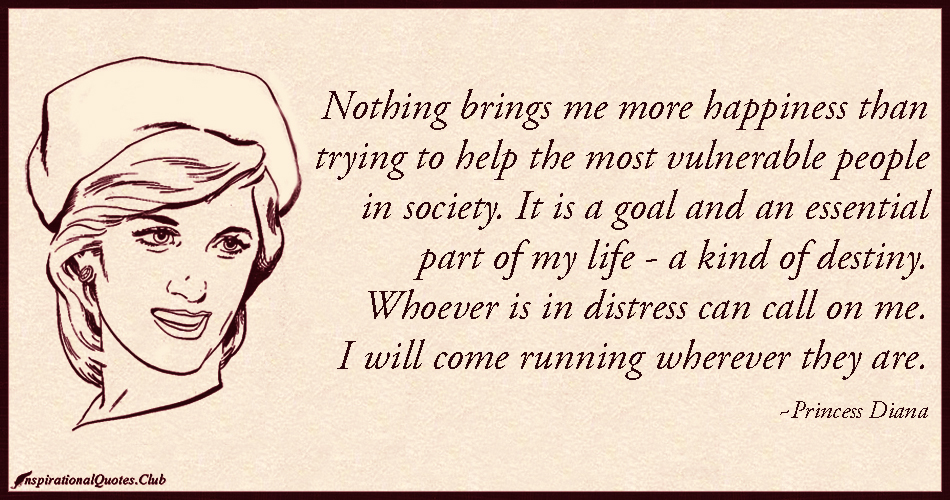 Nothing brings me more happiness than
trying to help the most vulnerable people
in society. It is a goal and an essential
part of my life - a kind of destiny.
Whoever is in distress can call on me.
I will come running wherever they are.
~Princess Diana
InspirationalQuotes.Club